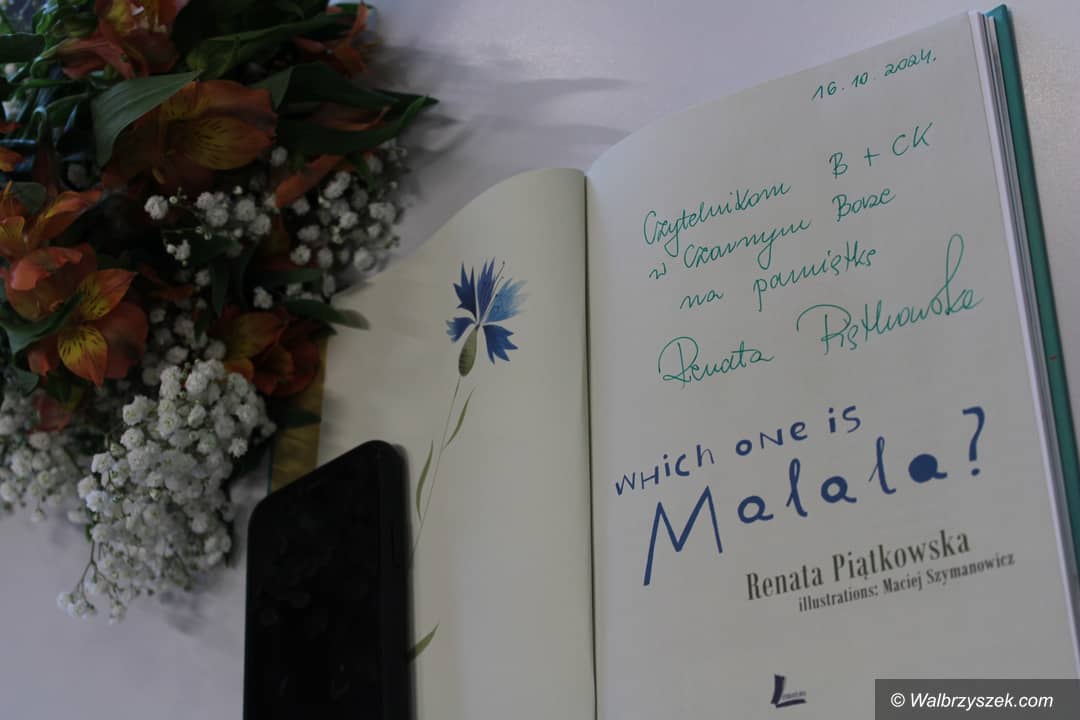 16.10.2024.
Czytelnikom B + CK
w Czarnym Borze
na pamiątkę
Renata Piątkowska
WHicH oNe iS
Malala?
Renata Piątkowska
illustrations: Maciej Szymanowicz
© Walbrzyszek.com